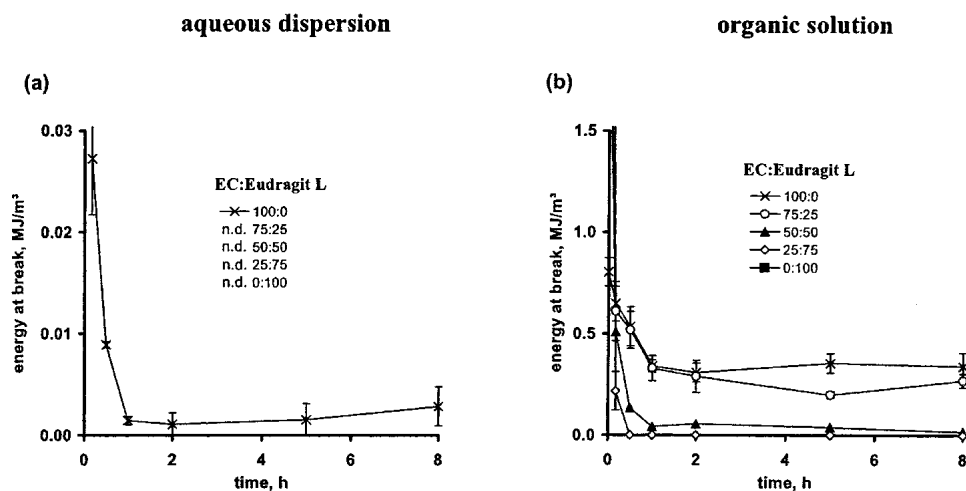 aqueous dispersion
organic solution
(a)
energy at break, MJ/m³
0.03
0.02
0.01
0.00
EC:Eudragit L
100:0
n.d. 75:25
n.d. 50:50
n.d. 25:75
n.d. 0:100
0 2 4 6 8
time, h
(b)
energy at break, MJ/m³
1.5
1.0
0.5
0.0
EC:Eudragit L
100:0
75:25
50:50
25:75
0:100
0 2 4 6 8
time, h